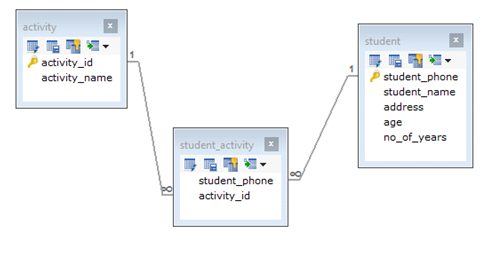 activity
activity_id
activity_name
1
student
student_phone
student_name
address
age
no_of_years
1
student_activity
student_phone
activity_id
∞
∞